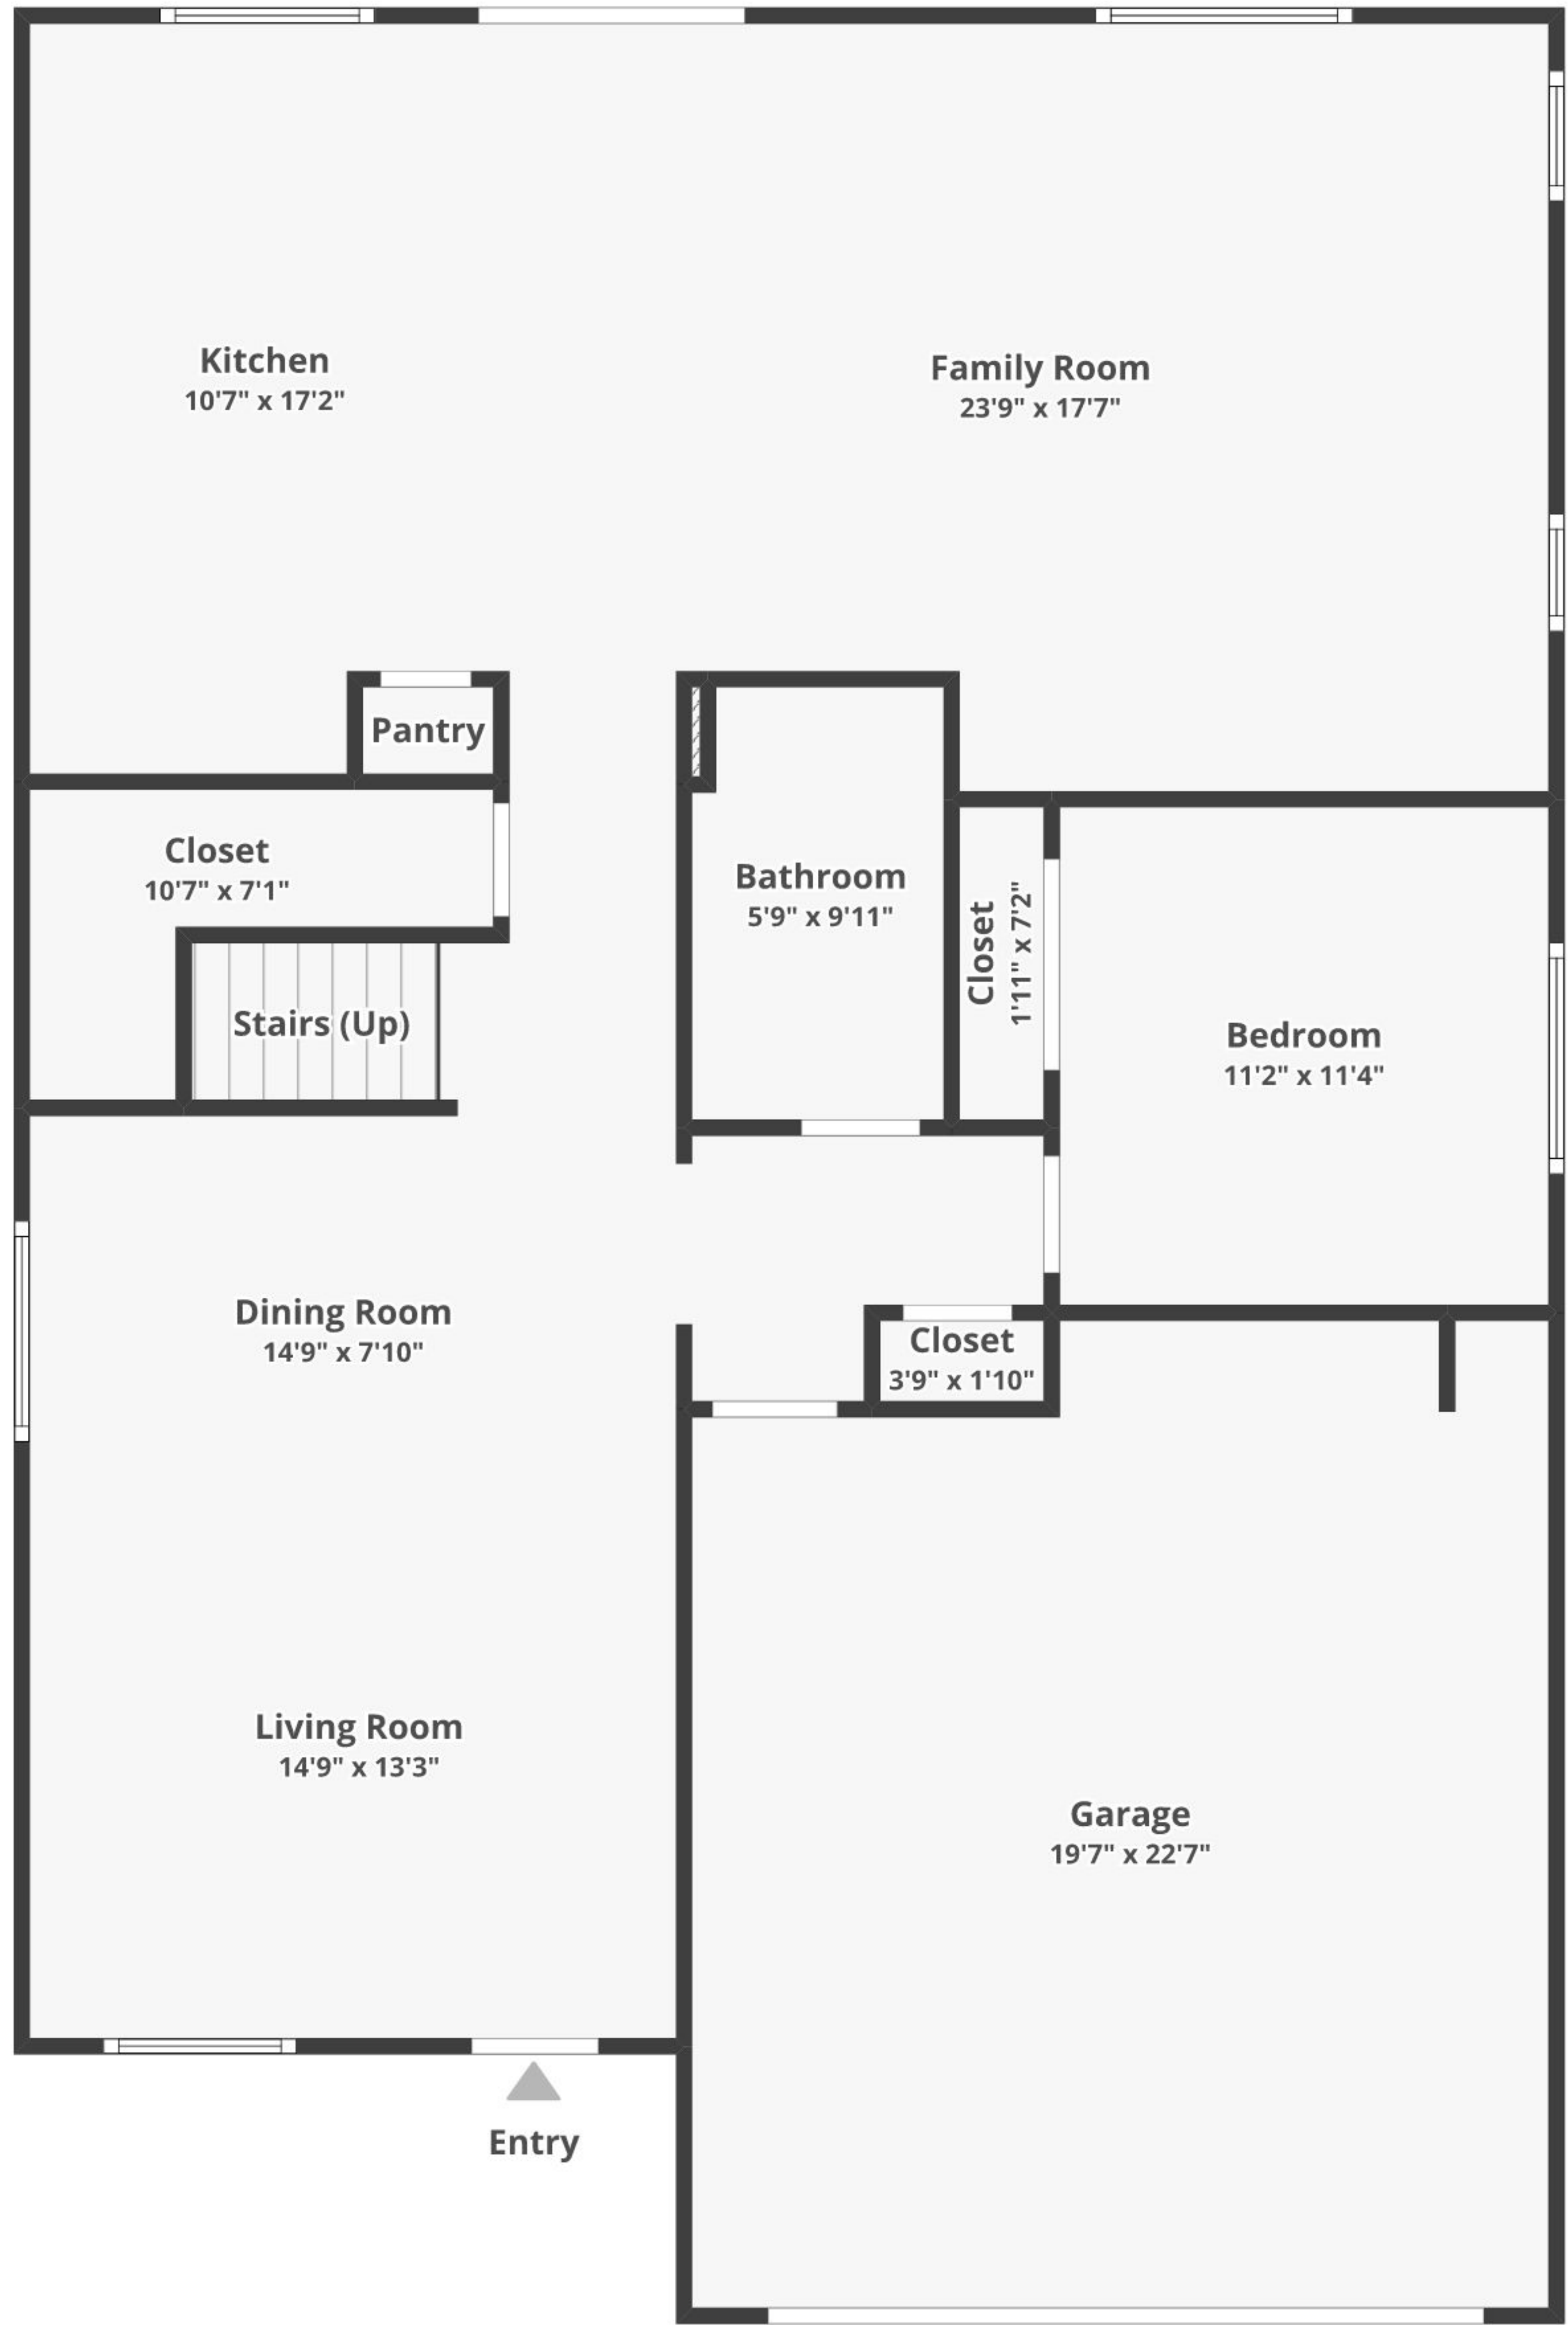 Kitchen
10'7" x 17'2"
Family Room
23'9" x 17'7"
Pantry
Closet
10'7" x 7'1"
Bathroom
5'9" x 9'11"
Closet
1'11" x 7'2"
Stairs (Up)
Bedroom
11'2" x 11'4"
Dining Room
14'9" x 7'10"
Closet
3'9" x 1'10"
Living Room
14'9" x 13'3"
Garage
19'7" x 22'7"
Entry